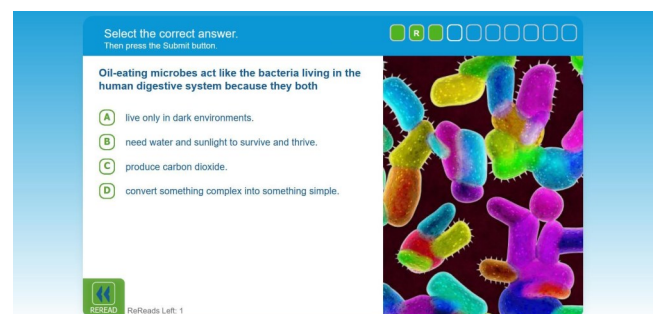 Select the correct answer.
Then press the Submit button.
R
Oil-eating microbes act like the bacteria living in the
human digestive system because they both
A live only in dark environments.
B need water and sunlight to survive and thrive.
C produce carbon dioxide.
D convert something complex into something simple.
REREAD
ReReads Left: 1